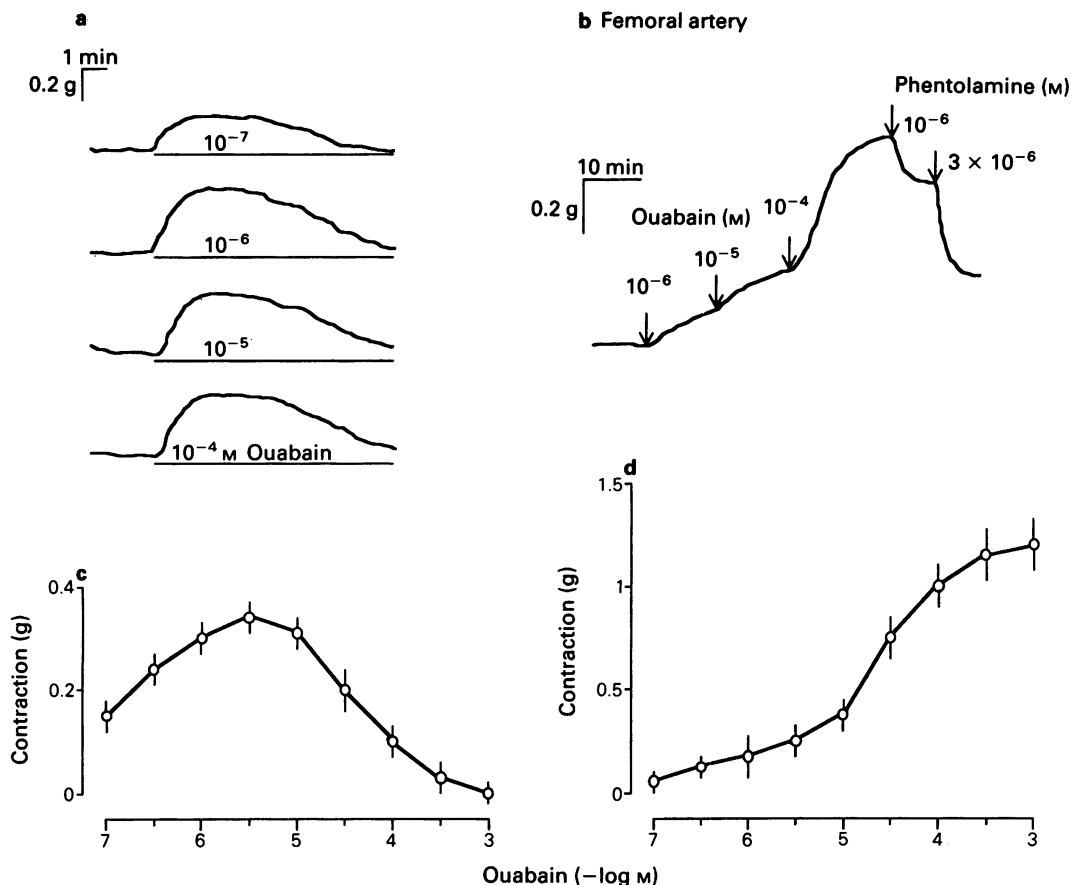 a
1 min
0.2 g
10⁻⁷
10⁻⁶
10⁻⁵
10⁻⁴ M Ouabain
b Femoral artery
Phentolamine (M)
10⁻⁶
3 × 10⁻⁶
10 min
0.2 g
Ouabain (M)
10⁻⁴
10⁻⁵
10⁻⁶
c
0.4
0.2
0
Contraction (g)
7 6 5 4 3
d
1.5
1
0.5
0
Contraction (g)
7 6 5 4 3
Ouabain (−log M)